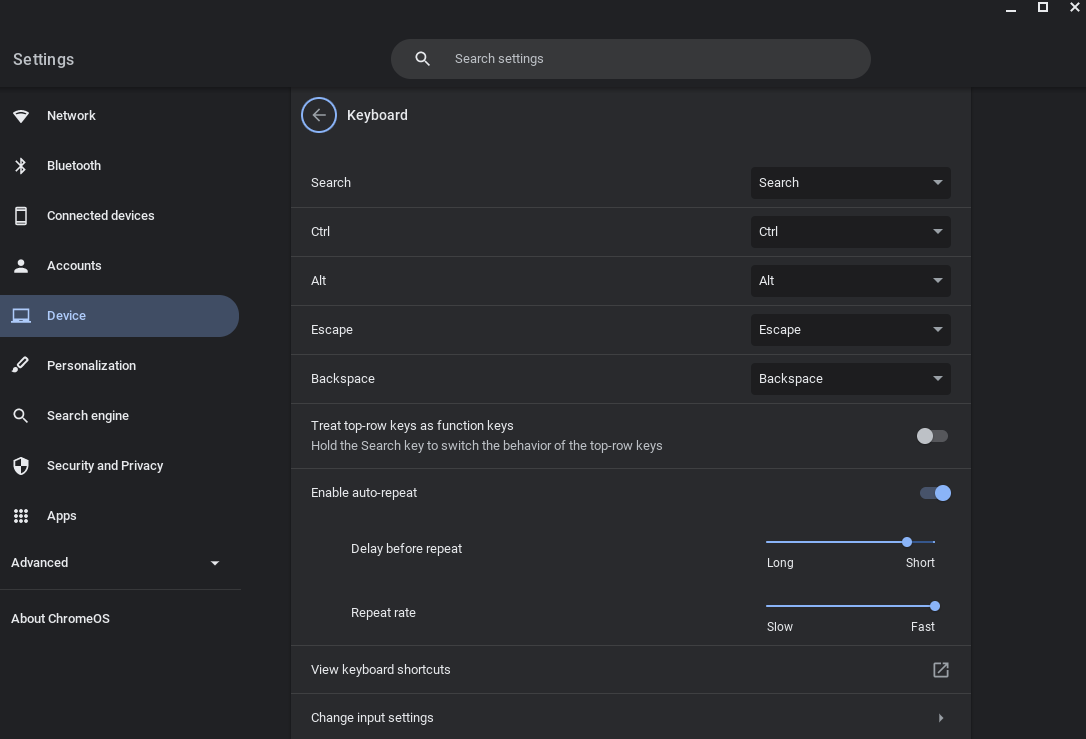 Settings
Search settings
Network
Bluetooth
Connected devices
Accounts
Device
Personalization
Search engine
Security and Privacy
Apps
Advanced
About ChromeOS
Keyboard
Search Search
Ctrl Ctrl
Alt Alt
Escape Escape
Backspace Backspace
Treat top-row keys as function keys
Hold the Search key to switch the behavior of the top-row keys
Enable auto-repeat
Delay before repeat
Long Short
Repeat rate
Slow Fast
View keyboard shortcuts
Change input settings